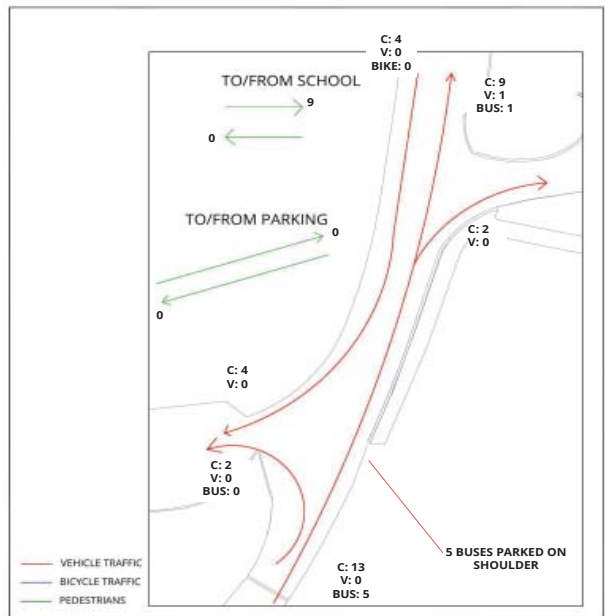 C: 4
V: 0
BIKE: 0
TO/FROM SCHOOL
9
0
C: 9
V: 1
BUS: 1
TO/FROM PARKING
0
0
C: 2
V: 0
C: 4
V: 0
C: 2
V: 0
BUS: 0
5 BUSES PARKED ON
SHOULDER
C: 13
V: 0
BUS: 5
VEHICLE TRAFFIC
BICYCLE TRAFFIC
PEDESTRIANS